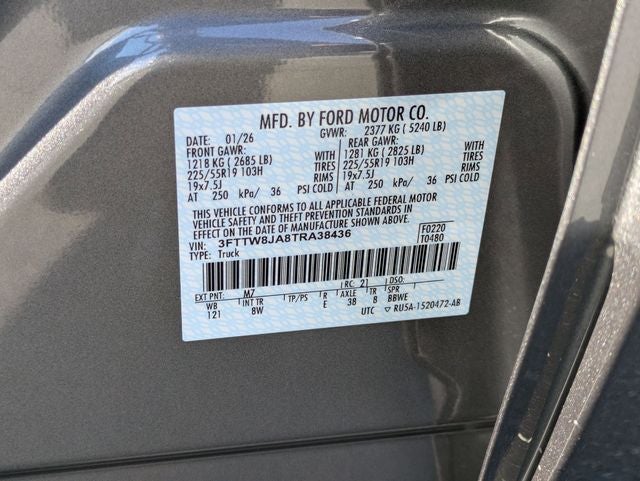 MFD. BY FORD MOTOR CO.
DATE: 01/26 GVWR: 2377 KG ( 5240 LB)
FRONT GAWR: REAR GAWR:
1218 KG ( 2685 LB) WITH 1281 KG ( 2825 LB) WITH
225/55R19 103H TIRES 225/55R19 103H TIRES
19x7.5J RIMS 19x7.5J RIMS
AT 250 kPa/ 36 PSI COLD AT 250 kPa/ 36 PSI COLD
THIS VEHICLE CONFORMS TO ALL APPLICABLE FEDERAL MOTOR
VEHICLE SAFETY AND THEFT PREVENTION STANDARDS IN
EFFECT ON THE DATE OF MANUFACTURE SHOWN ABOVE.
VIN: 3FTTW8JA8TRA38436 F0220
TYPE: Truck T0480
EXT PNT: M7 RC: 21 DSO:
WB INT TR TP/PS R AXLE TR SPR
121 8W E 38 8 BBWE
UTC ▽ RU5A-1520472-AB